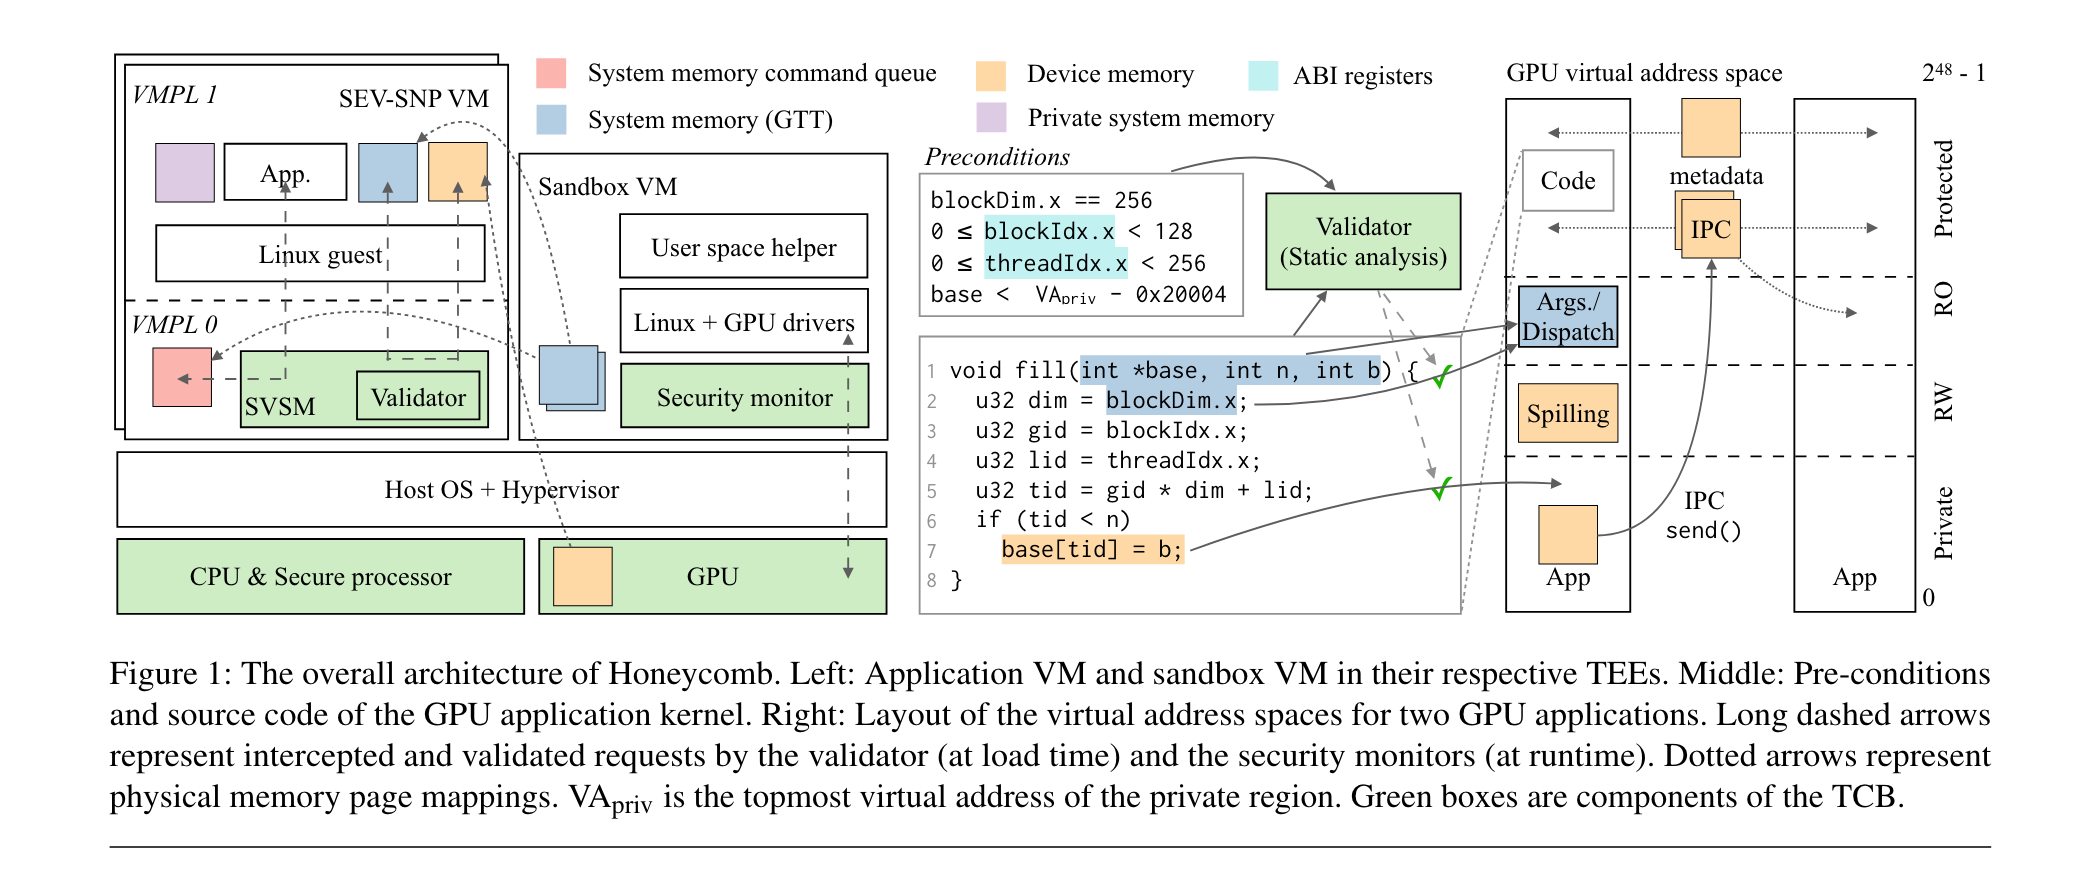 VMPL 1
SEV-SNP VM
App.
Linux guest
VMPL 0
SVSM
Validator
System memory command queue
System memory (GTT)
Device memory
Private system memory
ABI registers
Sandbox VM
User space helper
Linux + GPU drivers
Security monitor
Host OS + Hypervisor
CPU & Secure processor
GPU
Preconditions
blockDim.x == 256
0 ≤ blockIdx.x < 128
0 ≤ threadIdx.x < 256
base < VAₚᵣᵢᵥ - 0x20004
Validator
(Static analysis)
1 void fill(int *base, int n, int b) {
2 u32 dim = blockDim.x;
3 u32 gid = blockIdx.x;
4 u32 lid = threadIdx.x;
5 u32 tid = gid * dim + lid;
6 if (tid < n)
7 base[tid] = b;
8 }
GPU virtual address space
2⁴⁸ - 1
Code
metadata
IPC
Protected
Args./
Dispatch
RO
Spilling
RW
IPC
send()
Private
App
App
0
Figure 1: The overall architecture of Honeycomb. Left: Application VM and sandbox VM in their respective TEEs. Middle: Pre-conditions
and source code of the GPU application kernel. Right: Layout of the virtual address spaces for two GPU applications. Long dashed arrows
represent intercepted and validated requests by the validator (at load time) and the security monitors (at runtime). Dotted arrows represent
physical memory page mappings. VAₚᵣᵢᵥ is the topmost virtual address of the private region. Green boxes are components of the TCB.